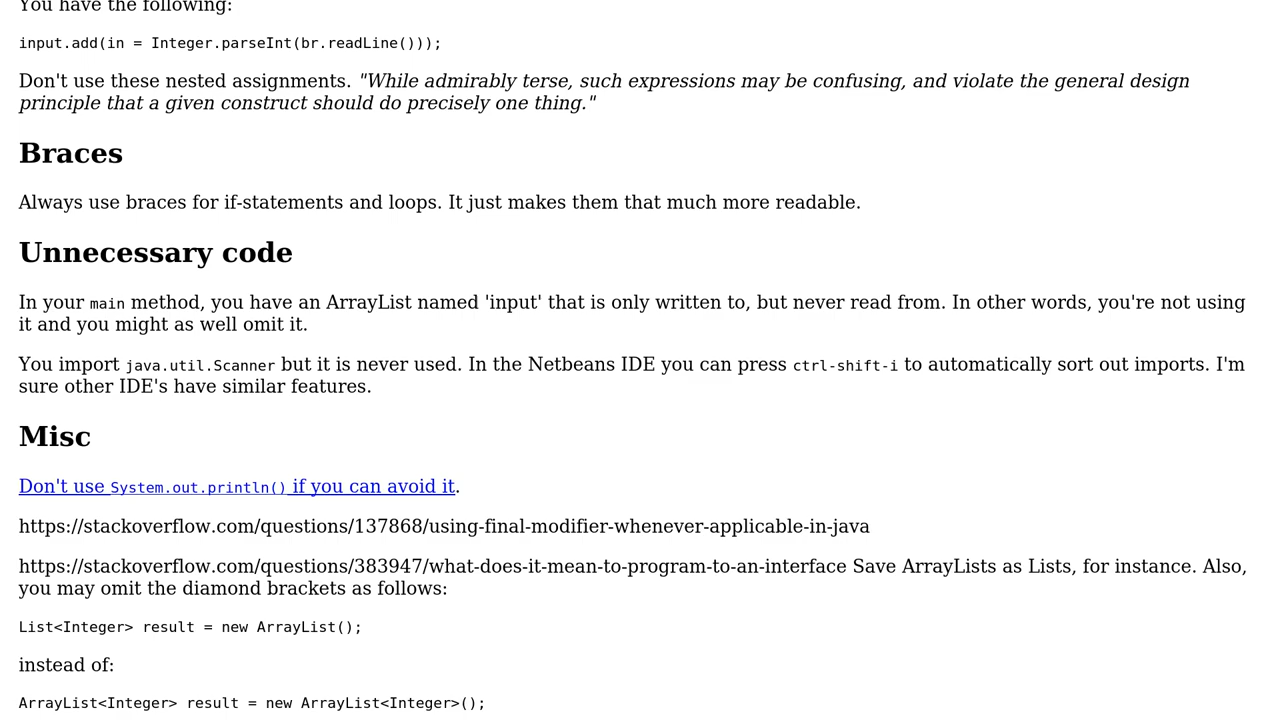 You have the following:
input.add(in = Integer.parseInt(br.readLine()));
Don't use these nested assignments. "While admirably terse, such expressions may be confusing, and violate the general design
principle that a given construct should do precisely one thing."
Braces
Always use braces for if-statements and loops. It just makes them that much more readable.
Unnecessary code
In your main method, you have an ArrayList named 'input' that is only written to, but never read from. In other words, you're not using
it and you might as well omit it.
You import java.util.Scanner but it is never used. In the Netbeans IDE you can press ctrl-shift-i to automatically sort out imports. I'm
sure other IDE's have similar features.
Misc
Don't use System.out.println() if you can avoid it.
https://stackoverflow.com/questions/137868/using-final-modifier-whenever-applicable-in-java
https://stackoverflow.com/questions/383947/what-does-it-mean-to-program-to-an-interface Save ArrayLists as Lists, for instance. Also,
you may omit the diamond brackets as follows:
List<Integer> result = new ArrayList();
instead of:
ArrayList<Integer> result = new ArrayList<Integer>();